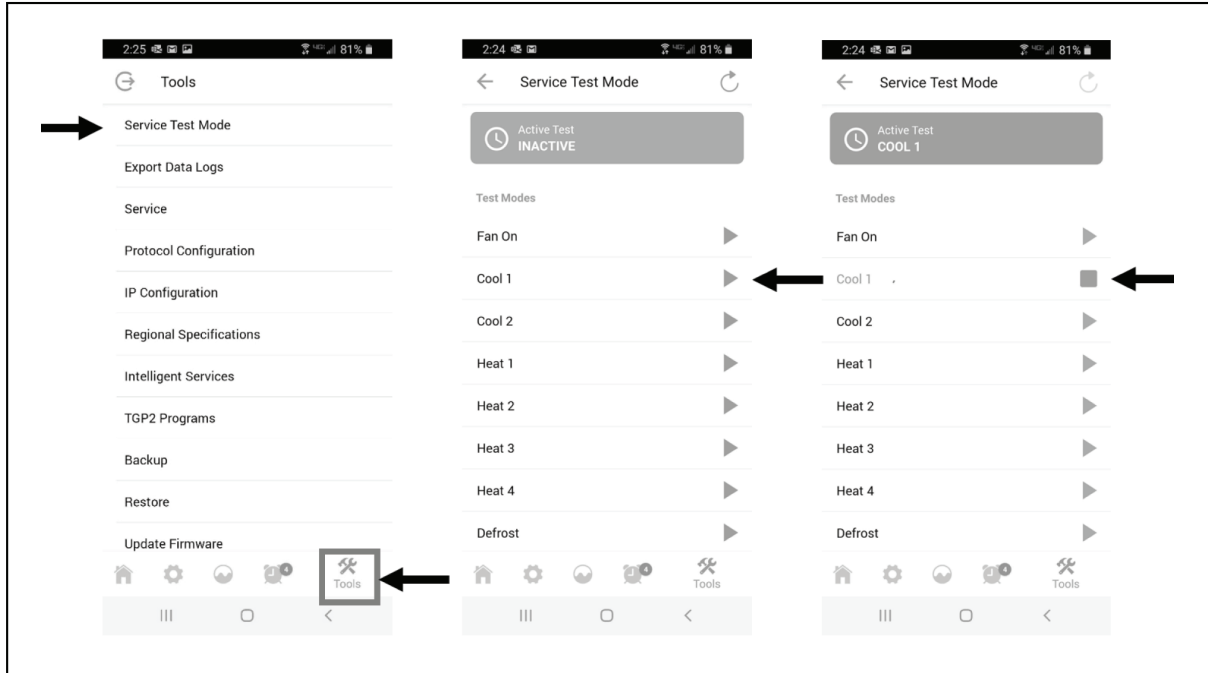 2:25 81%
Tools
Service Test Mode
Export Data Logs
Service
Protocol Configuration
IP Configuration
Regional Specifications
Intelligent Services
TGP2 Programs
Backup
Restore
Update Firmware
4
Tools
2:24 81%
Service Test Mode
Active Test
INACTIVE
Test Modes
Fan On
Cool 1
Cool 2
Heat 1
Heat 2
Heat 3
Heat 4
Defrost
4
Tools
2:24 81%
Service Test Mode
Active Test
COOL 1
Test Modes
Fan On
Cool 1
Cool 2
Heat 1
Heat 2
Heat 3
Heat 4
Defrost
4
Tools